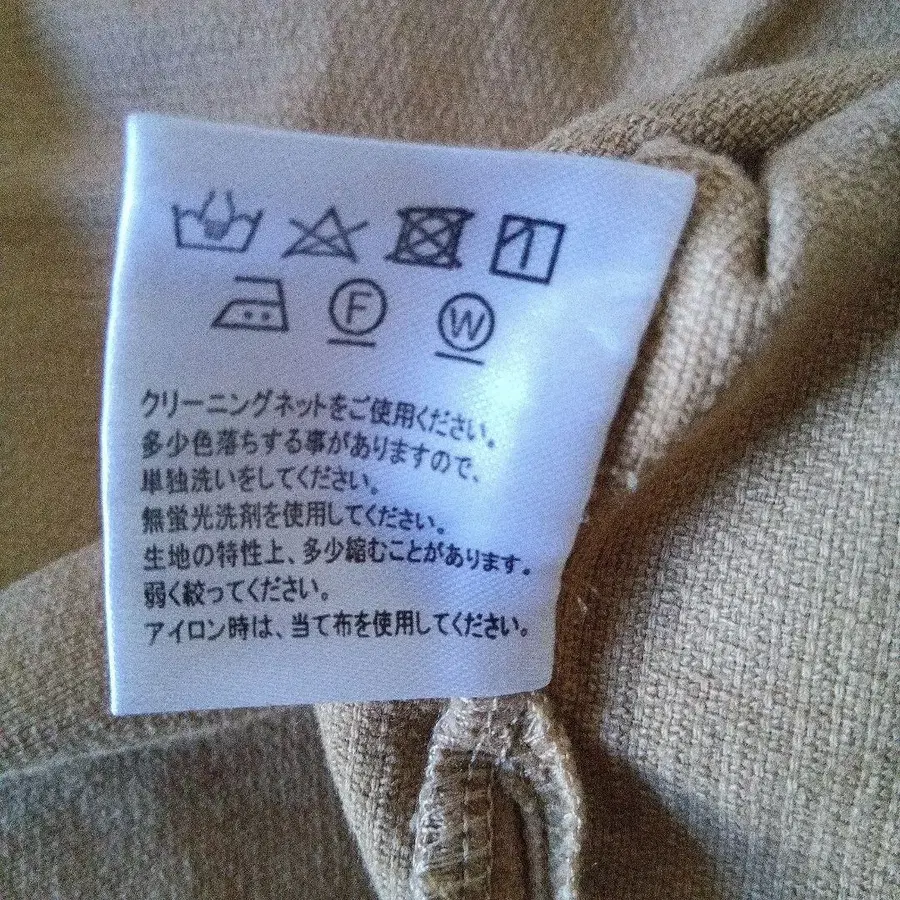 F W
クリーニングネットをご使用ください。
多少色落ちする事がありますので、
単独洗いをしてください。
無蛍光洗剤を使用してください。
生地の特性上、多少縮むことがあります。
弱く絞ってください。
アイロン時は、当て布を使用してください。